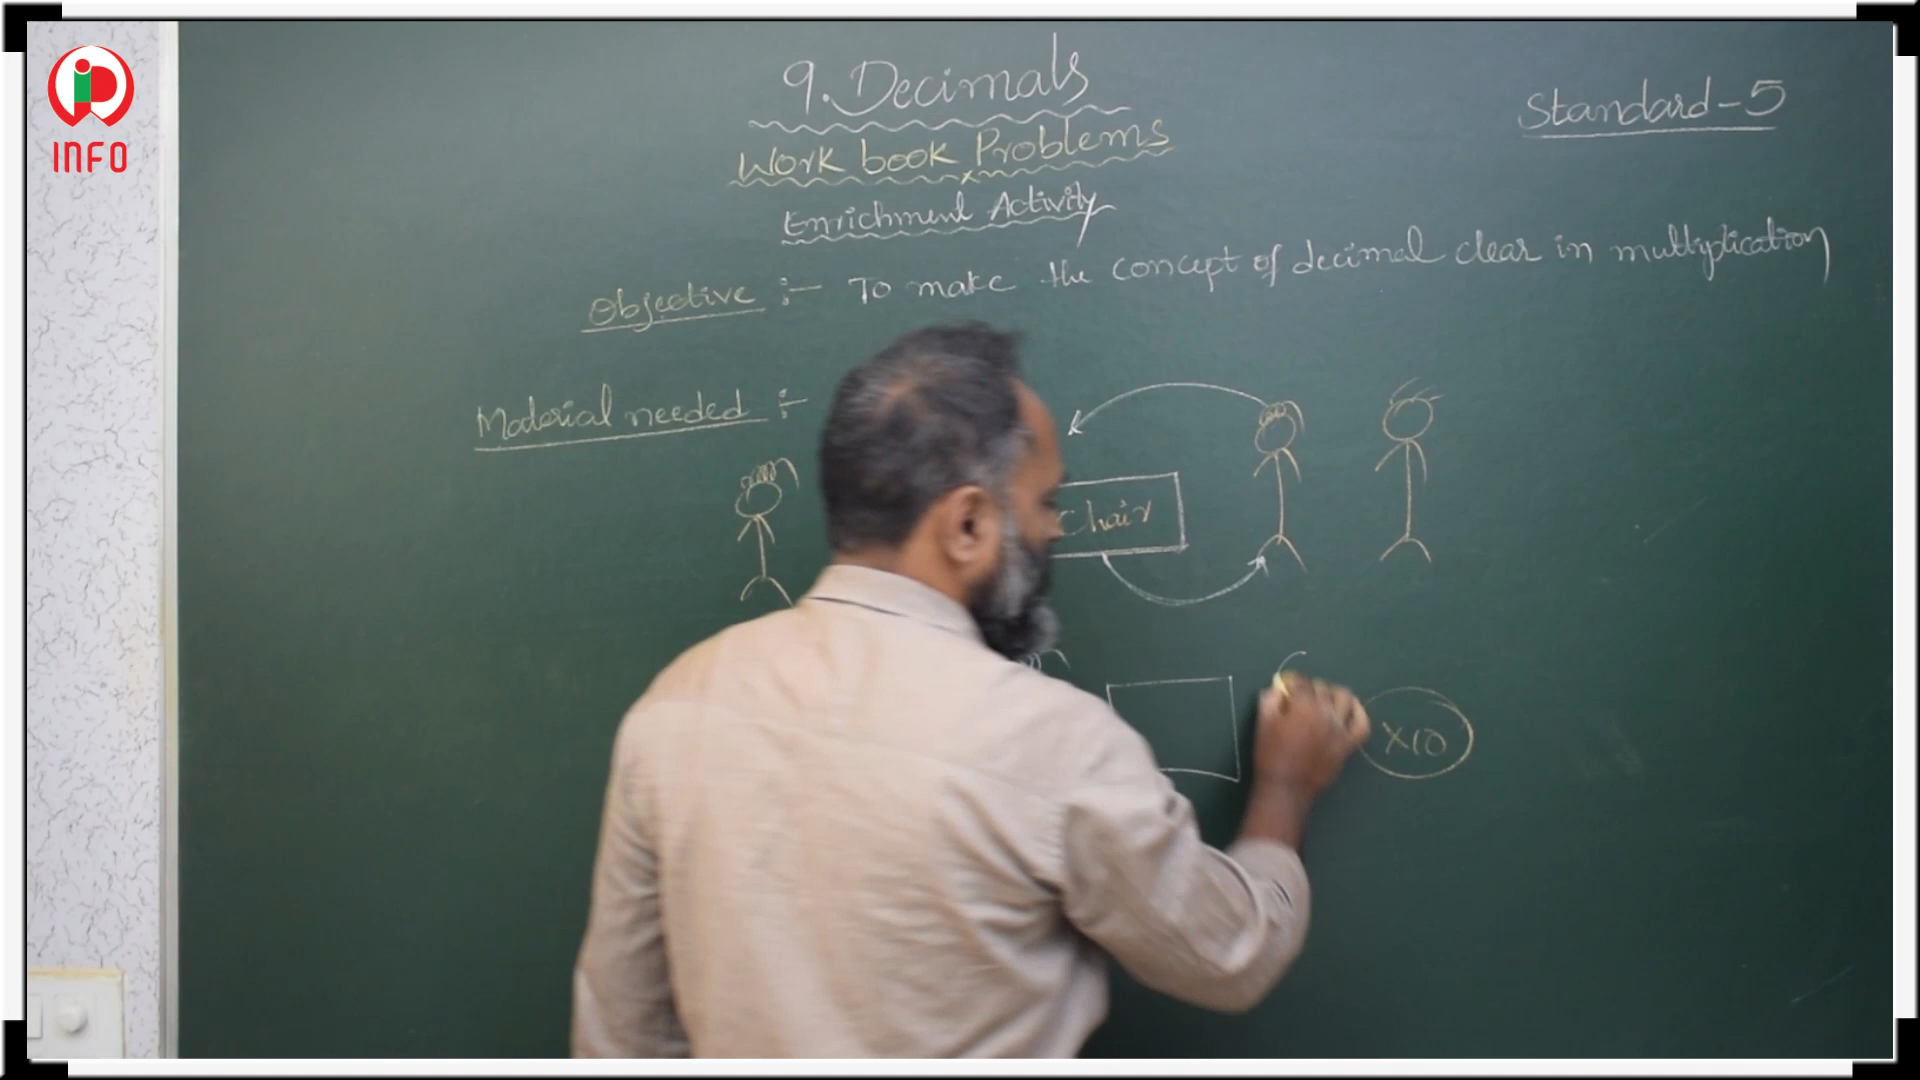 INFO
9. Decimals
Standard-5
Work book Problems
Enrichment Activity
Objective :- To make the concept of decimal clear in multiplication
Material needed :-
Chair
×10